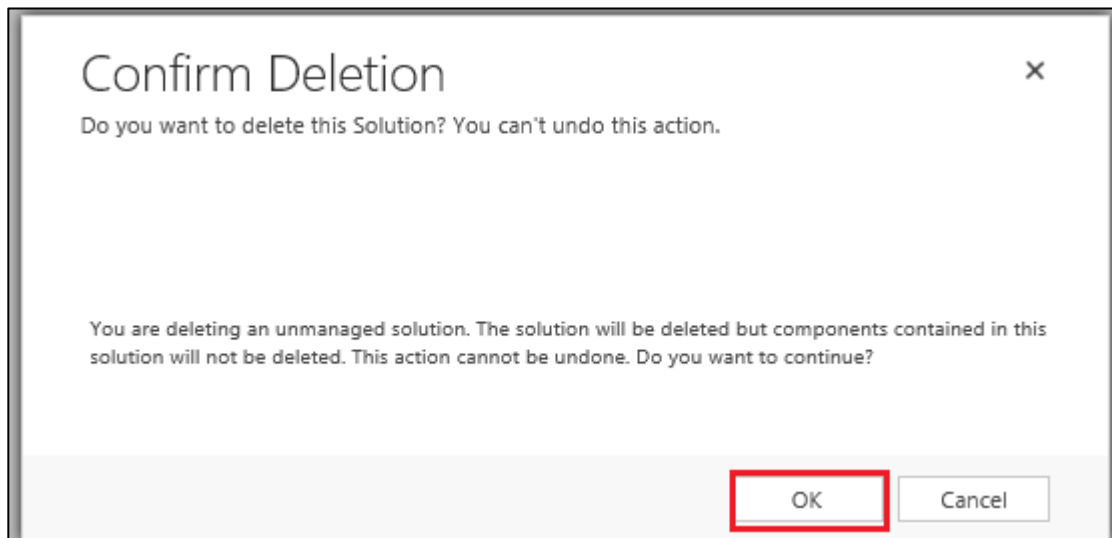 Confirm Deletion
×
Do you want to delete this Solution? You can't undo this action.
You are deleting an unmanaged solution. The solution will be deleted but components contained in this
solution will not be deleted. This action cannot be undone. Do you want to continue?
OK
Cancel